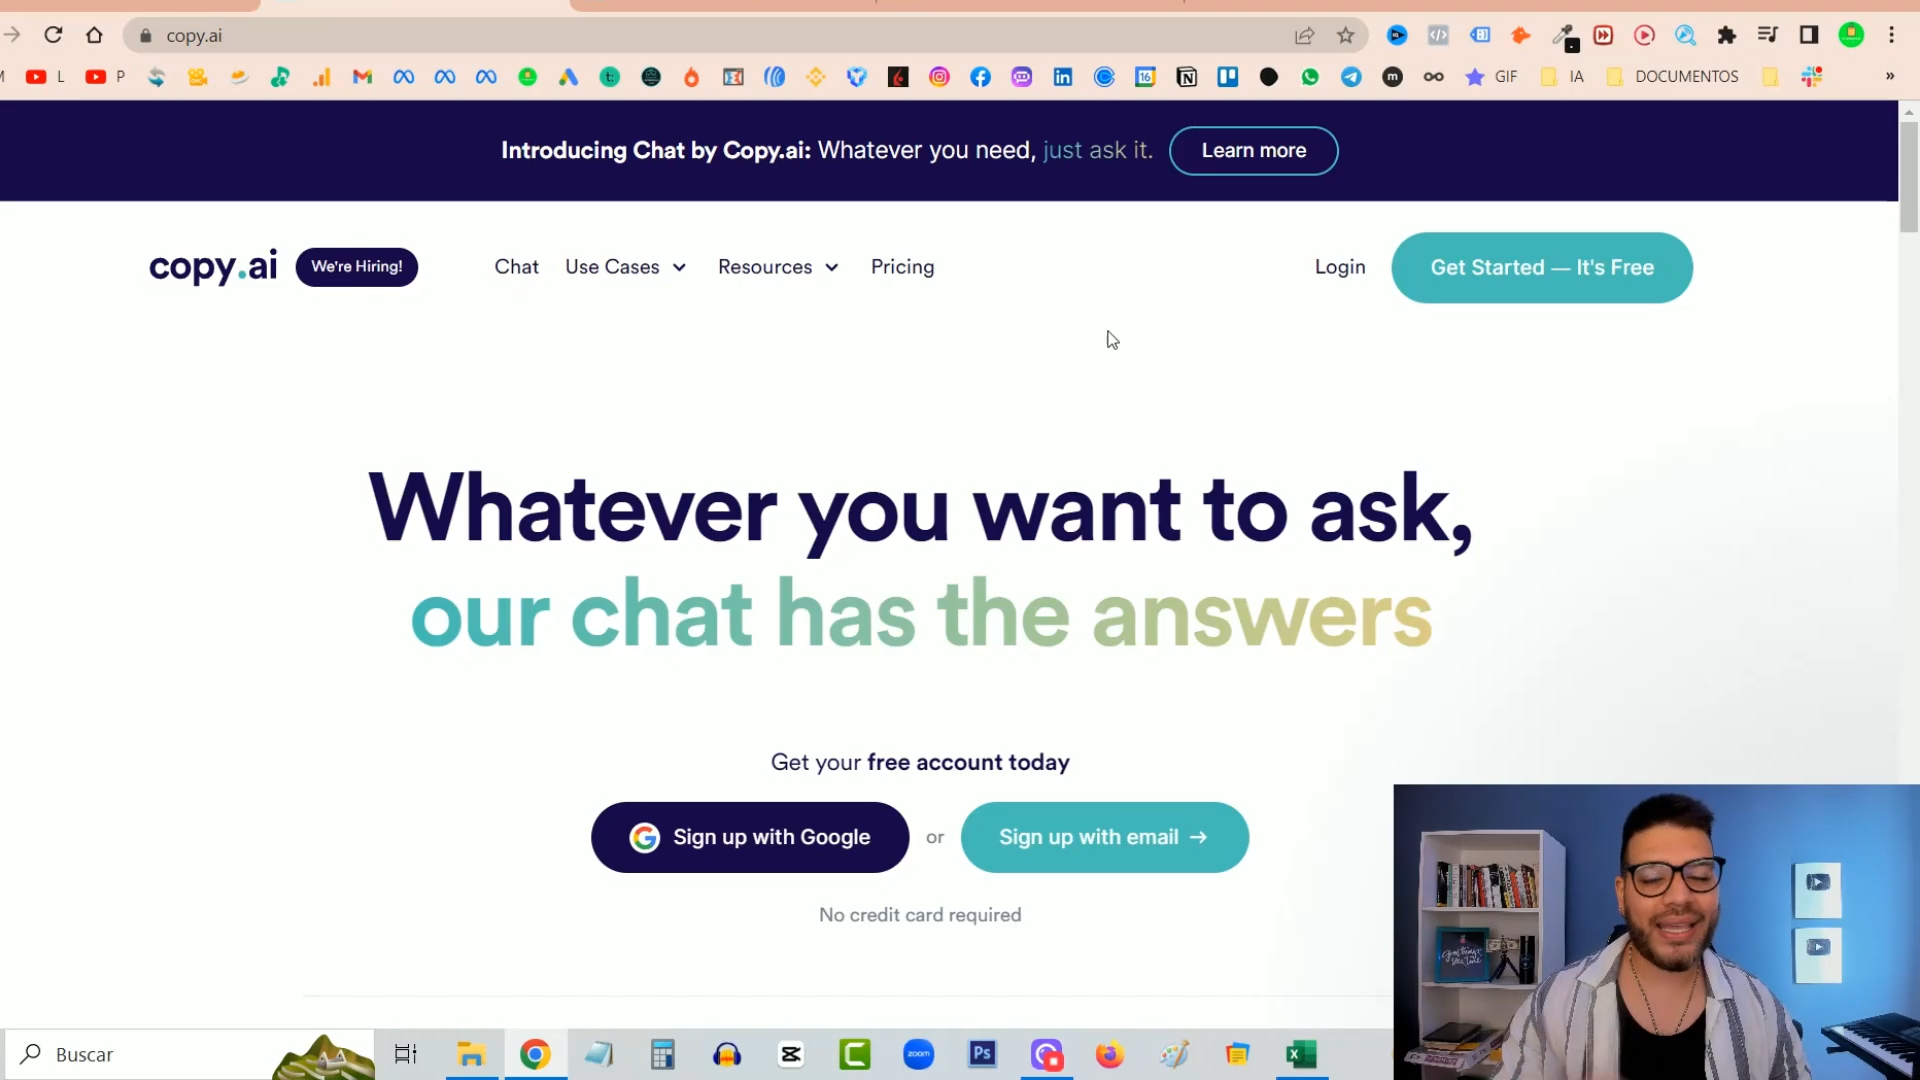 copy.ai
L
P
16
GIF
IA
DOCUMENTOS
»
Introducing Chat by Copy.ai: Whatever you need, just ask it.
Learn more
copy.ai
We're Hiring!
Chat
Use Cases
Resources
Pricing
Login
Get Started — It's Free
Whatever you want to ask,
our chat has the answers
Get your free account today
Sign up with Google
or
Sign up with email →
No credit card required
Buscar
zoom
Ps